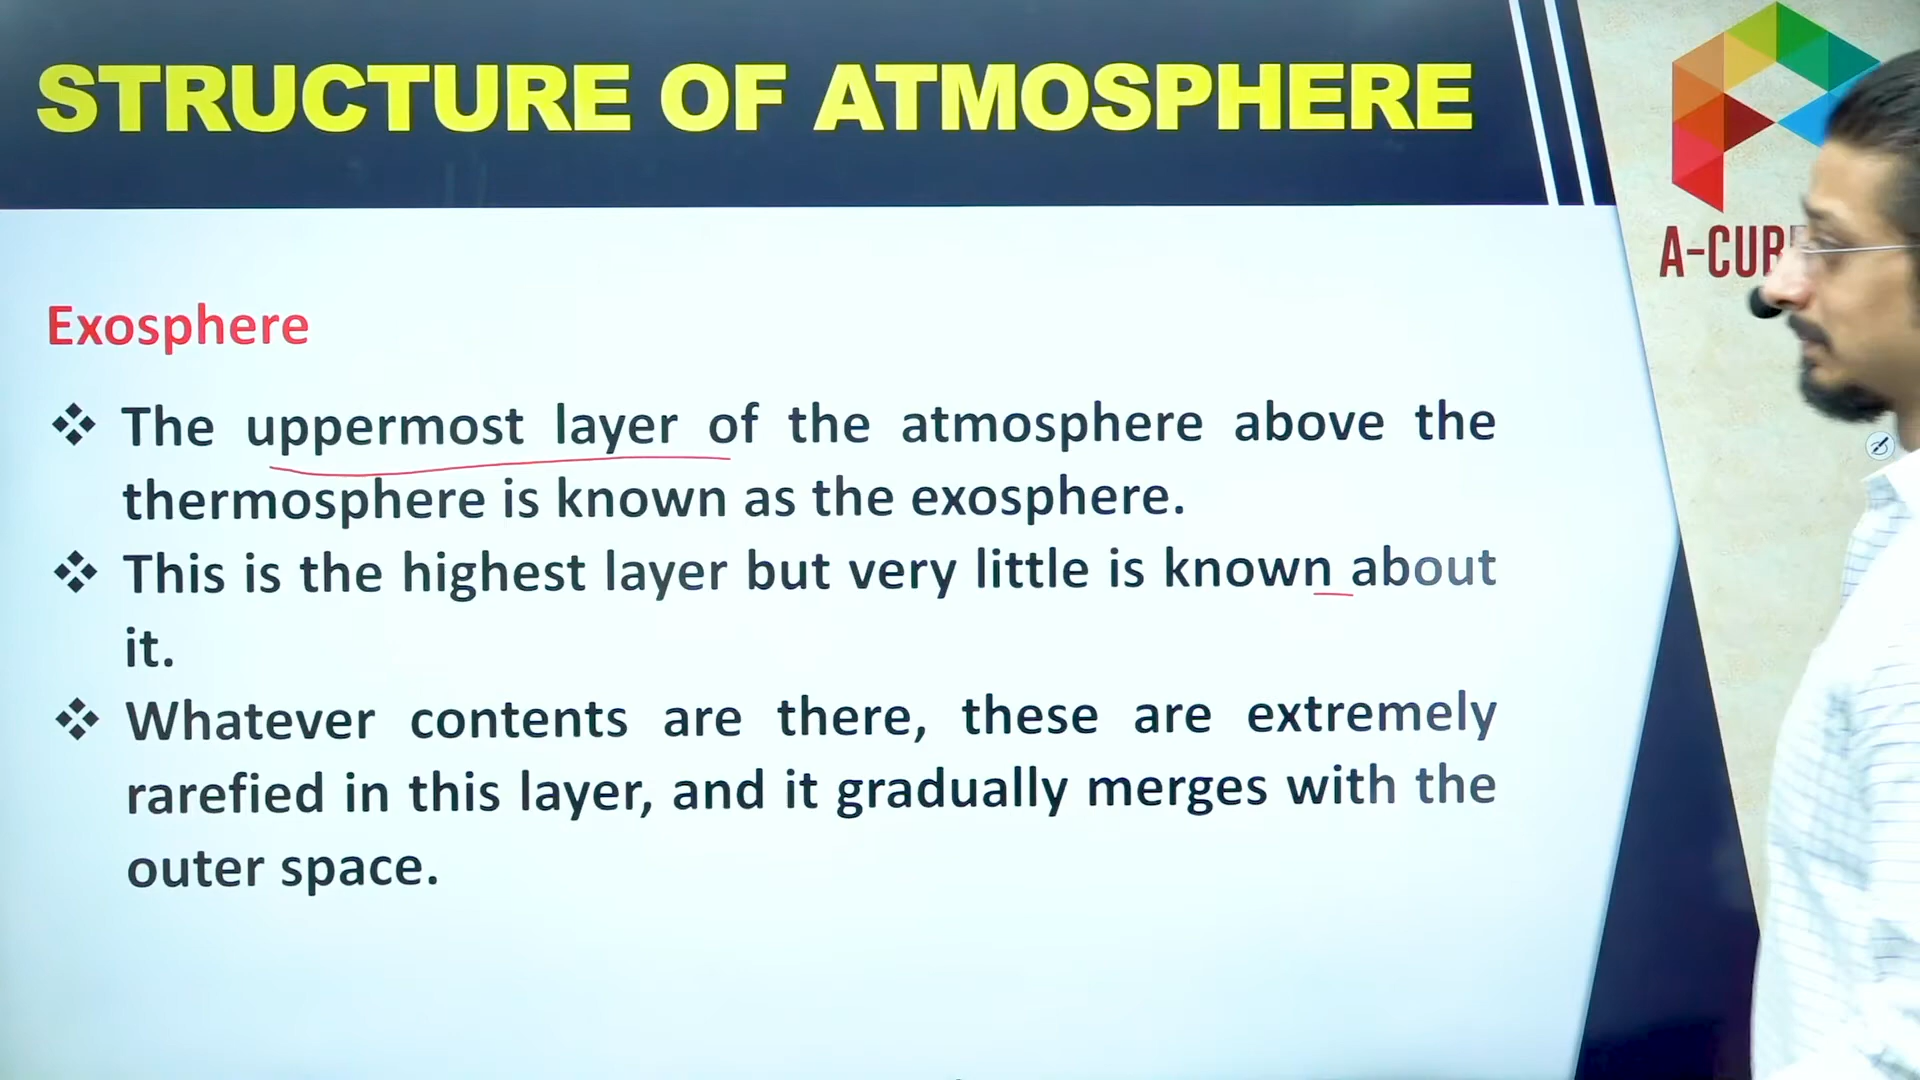 STRUCTURE OF ATMOSPHERE
Exosphere
❖ The uppermost layer of the atmosphere above the
thermosphere is known as the exosphere.
❖ This is the highest layer but very little is known about
it.
❖ Whatever contents are there, these are extremely
rarefied in this layer, and it gradually merges with the
outer space.